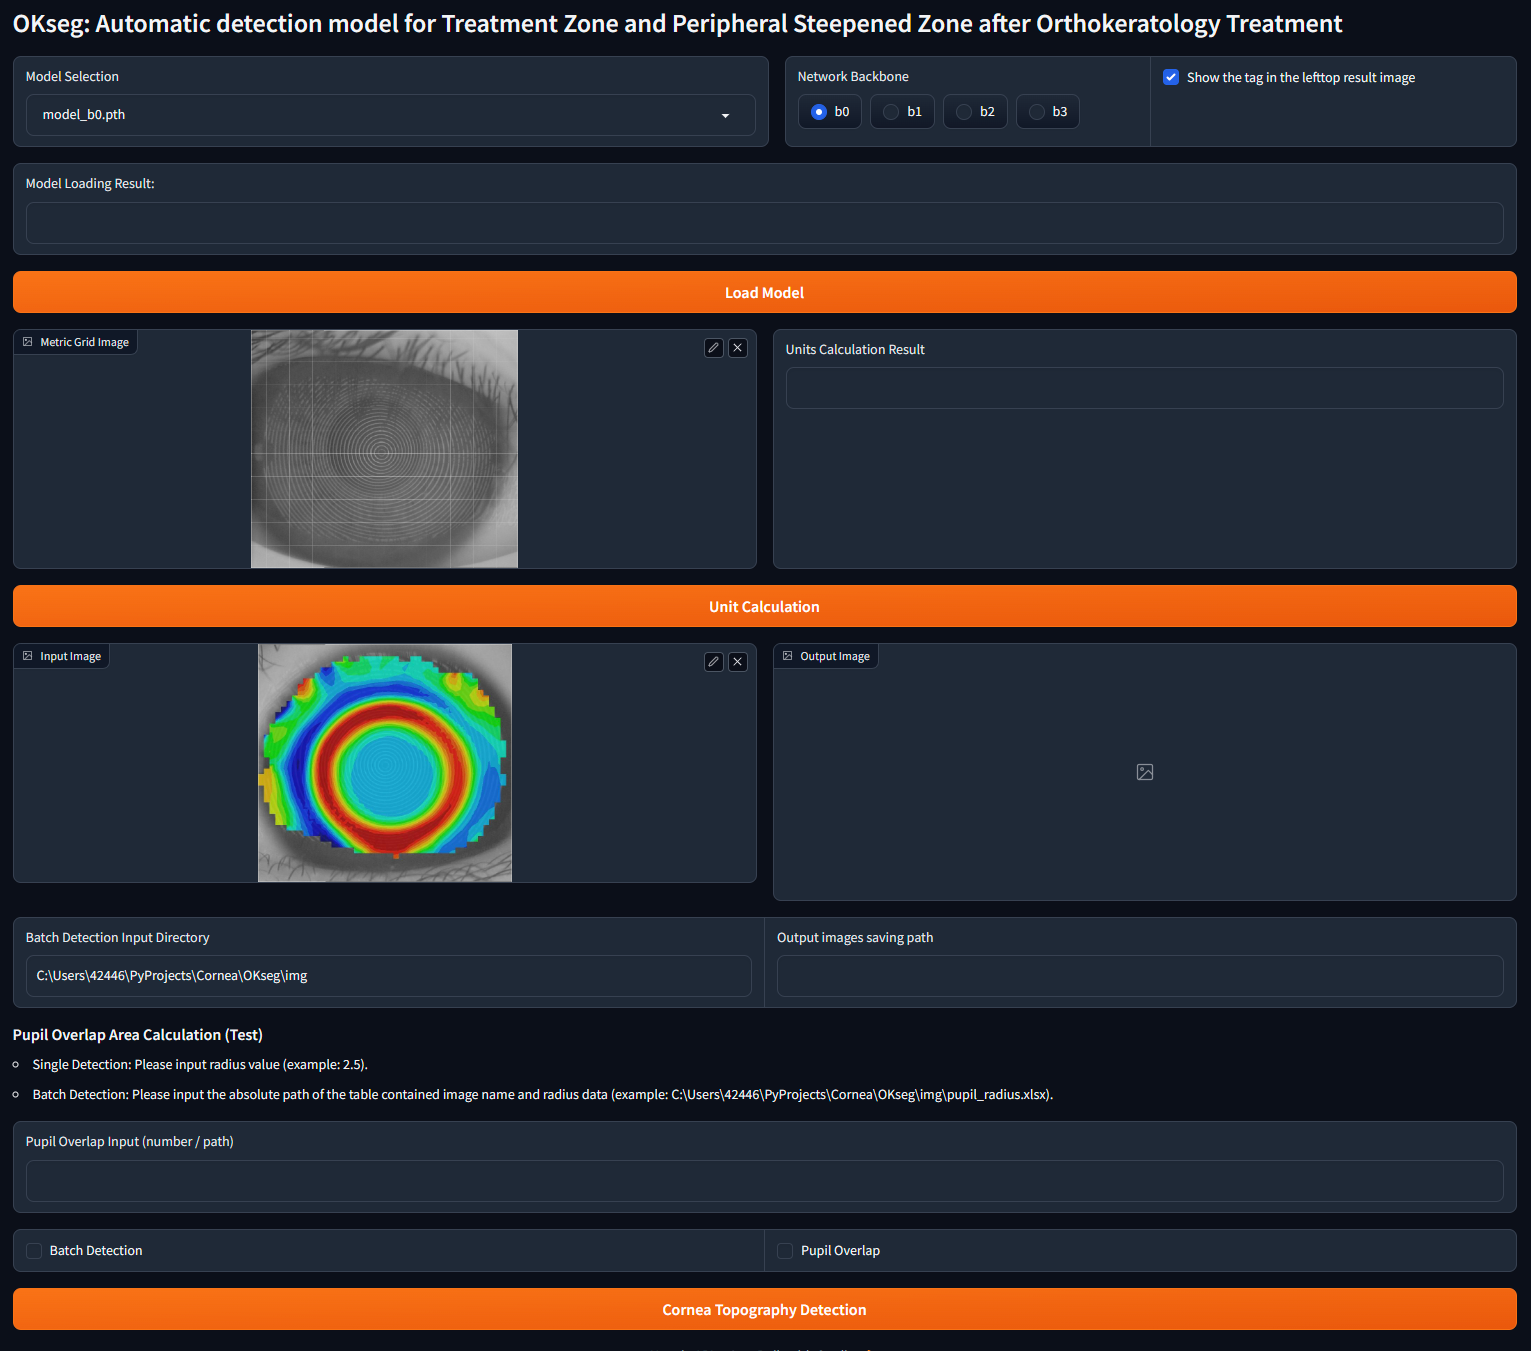 OKseg: Automatic detection model for Treatment Zone and Peripheral Steepened Zone after Orthokeratology Treatment
Model Selection
model_b0.pth
Network Backbone
b0
b1
b2
b3
Show the tag in the lefttop result image
Model Loading Result:
Load Model
Metric Grid Image
Units Calculation Result
Unit Calculation
Input Image
Output Image
Batch Detection Input Directory
C:\Users\42446\PyProjects\Cornea\OKseg\img
Output images saving path
Pupil Overlap Area Calculation (Test)
Single Detection: Please input radius value (example: 2.5).
Batch Detection: Please input the absolute path of the table contained image name and radius data (example: C:\Users\42446\PyProjects\Cornea\OKseg\img\pupil_radius.xlsx).
Pupil Overlap Input (number / path)
Batch Detection
Pupil Overlap
Cornea Topography Detection